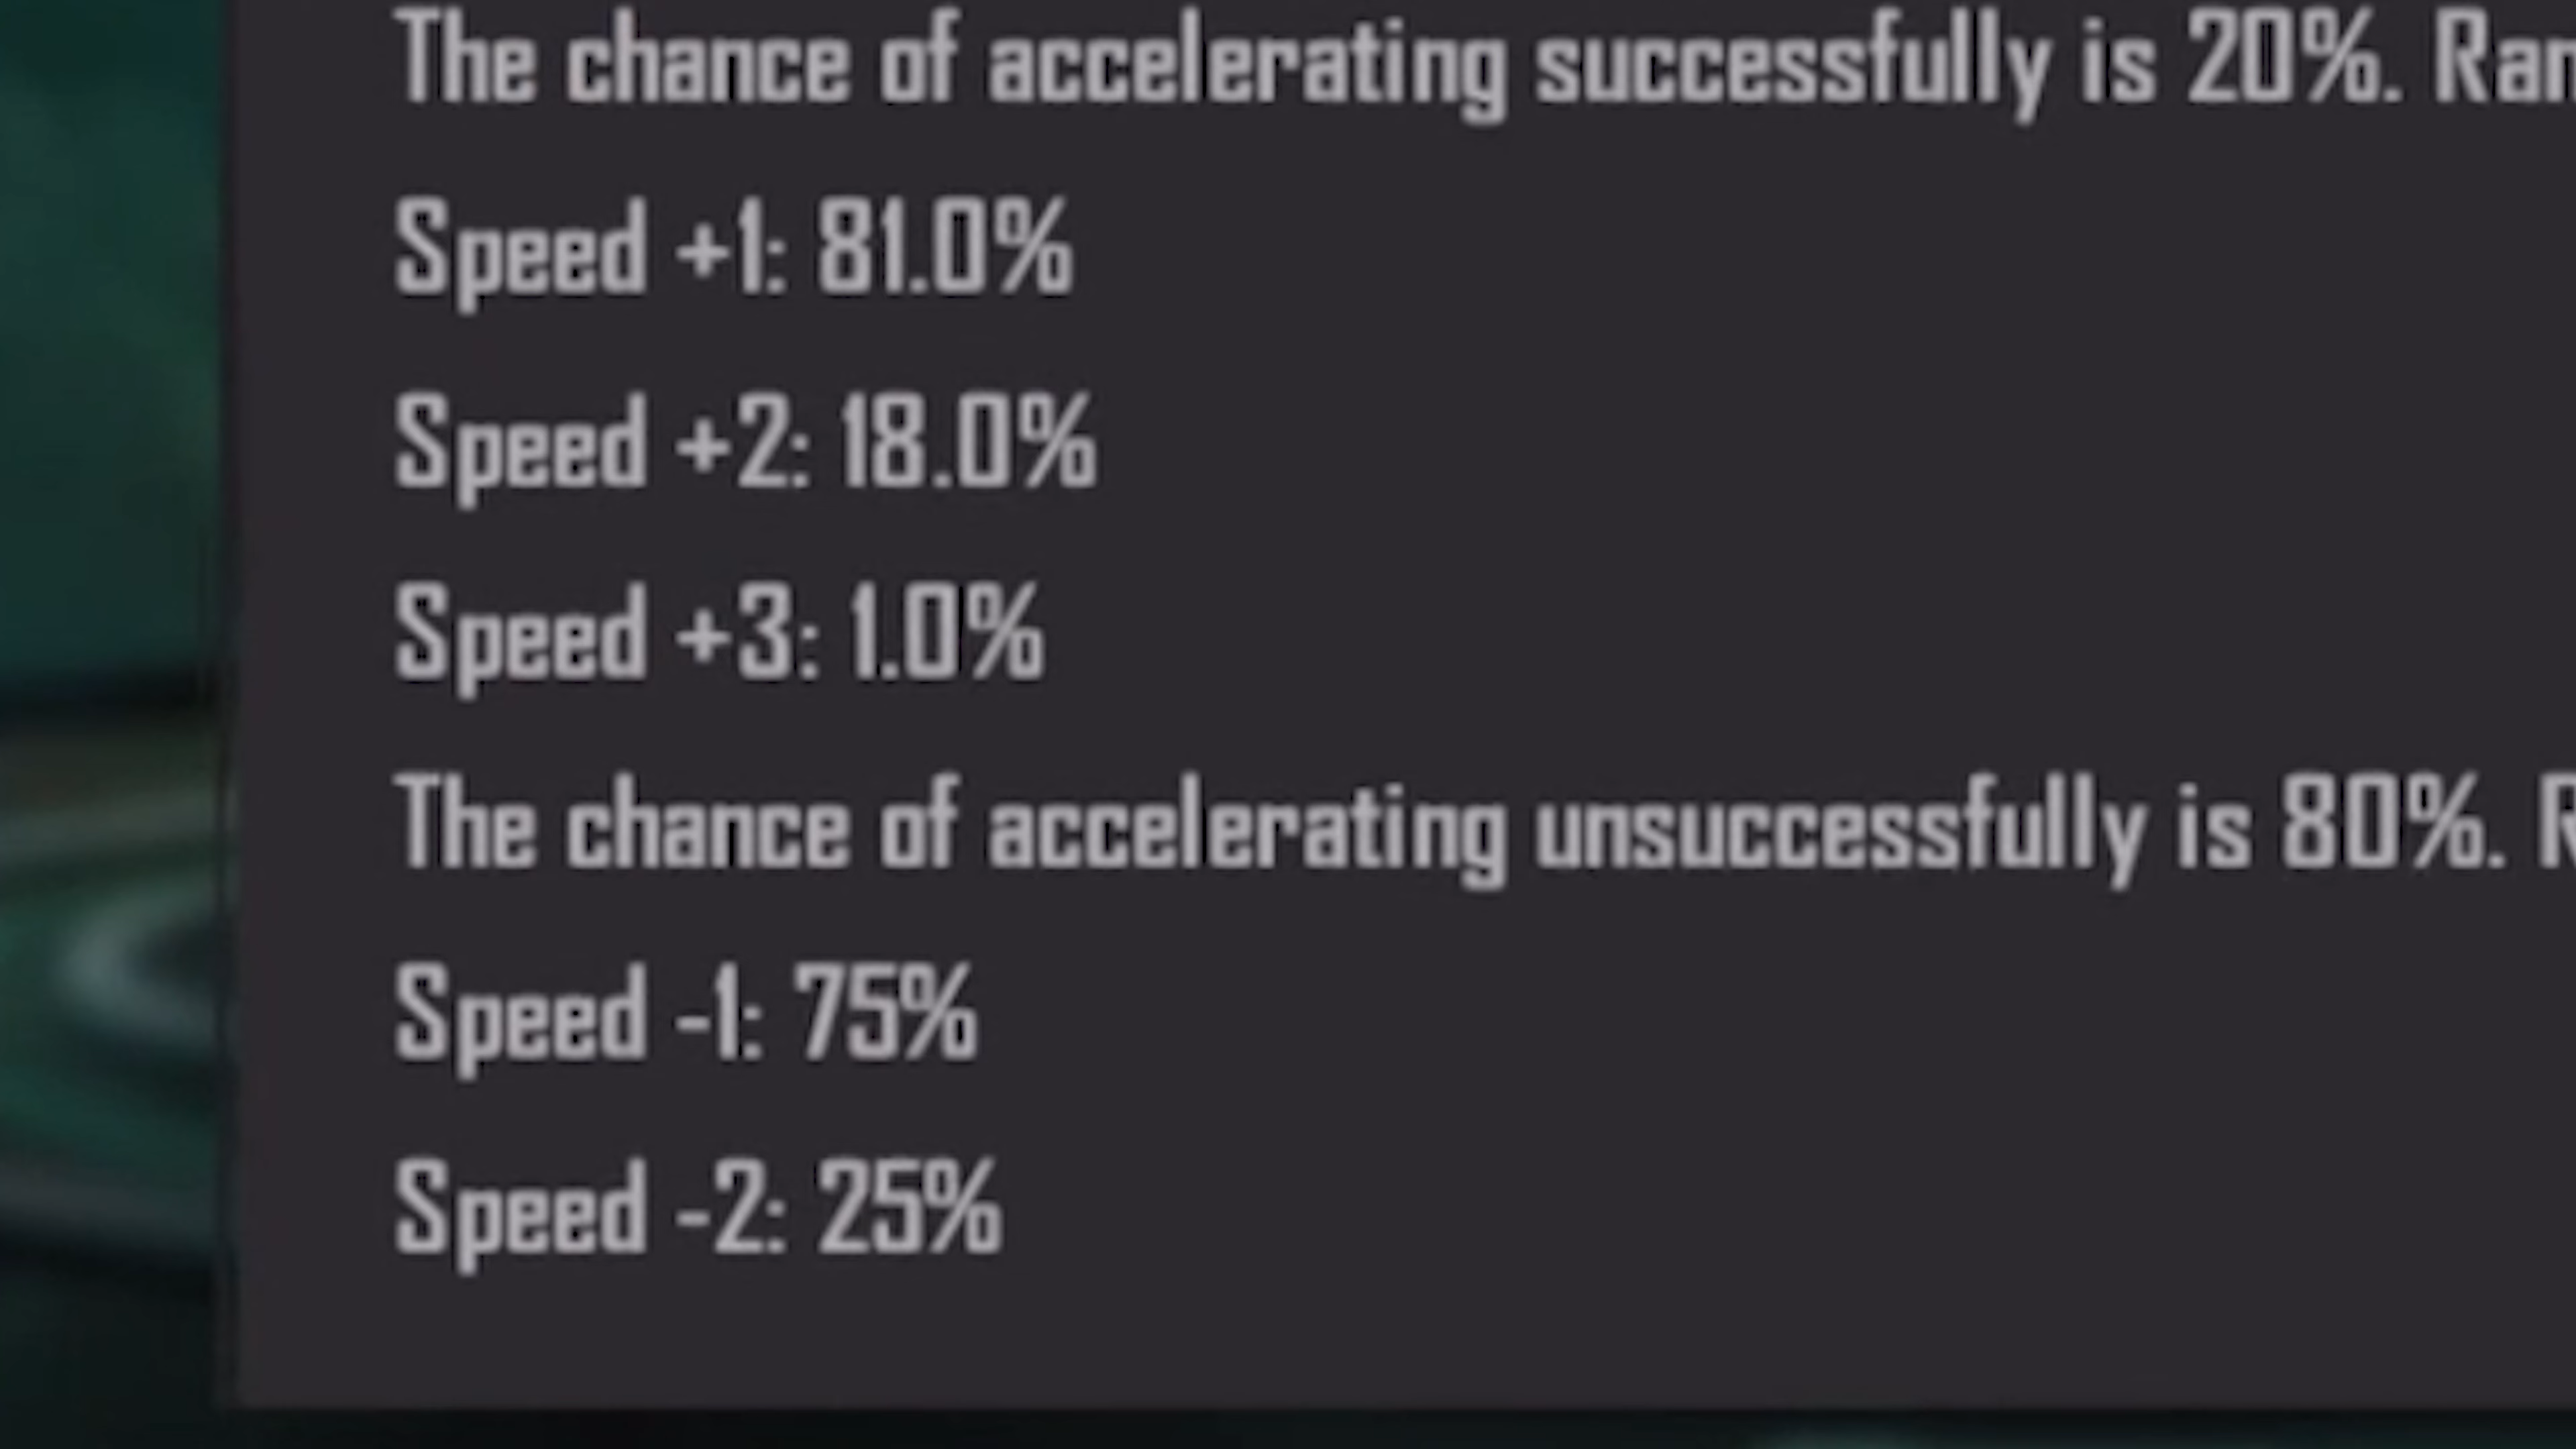 The chance of accelerating successfully is 20%.
Speed +1: 81.0%
Speed +2: 18.0%
Speed +3: 1.0%
The chance of accelerating unsuccessfully is 80%.
Speed -1: 75%
Speed -2: 25%